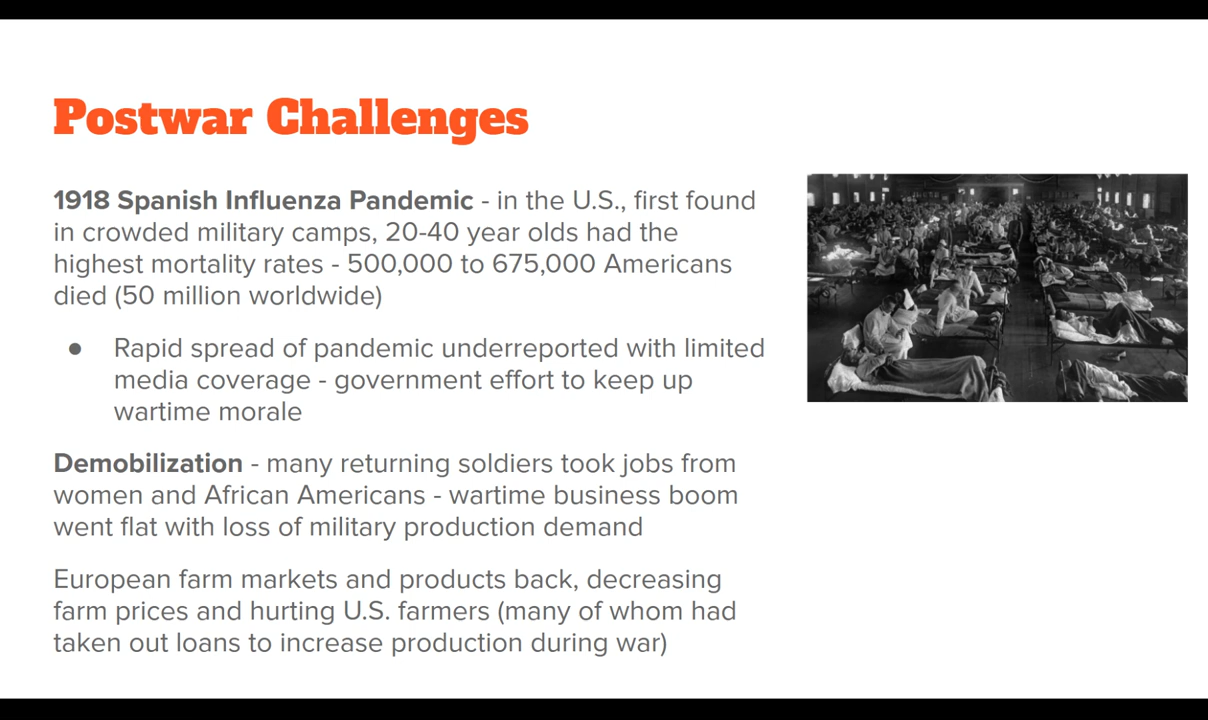 Postwar Challenges
1918 Spanish Influenza Pandemic - in the U.S., first found
in crowded military camps, 20-40 year olds had the
highest mortality rates - 500,000 to 675,000 Americans
died (50 million worldwide)
● Rapid spread of pandemic underreported with limited
media coverage - government effort to keep up
wartime morale
Demobilization - many returning soldiers took jobs from
women and African Americans - wartime business boom
went flat with loss of military production demand
European farm markets and products back, decreasing
farm prices and hurting U.S. farmers (many of whom had
taken out loans to increase production during war)